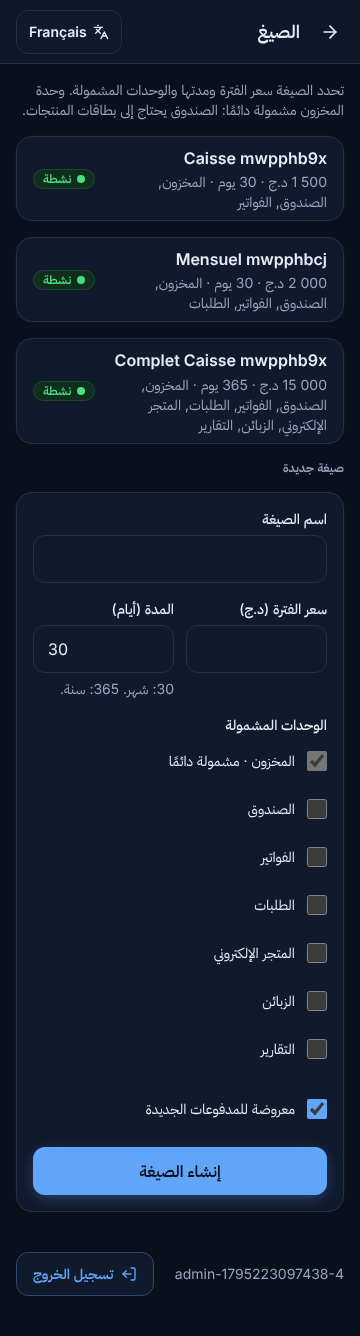 الصيغ
Français
تحدد الصيغة سعر الفترة ومدتها والوحدات المشمولة. وحدة
المخزون مشمولة دائمًا: الصندوق يحتاج إلى بطاقات المنتجات.
Caisse mwpphb9x
1 500 د.ج · 30 يوم · المخزون,
الصندوق, الفواتير
نشطة
Mensuel mwpphbcj
2 000 د.ج · 30 يوم · المخزون,
الصندوق, الفواتير, الطلبات
نشطة
Complet Caisse mwpphb9x
15 000 د.ج · 365 يوم · المخزون,
الصندوق, الفواتير, الطلبات, المتجر
الإلكتروني, الزبائن, التقارير
نشطة
صيغة جديدة
اسم الصيغة
سعر الفترة (د.ج)
المدة (أيام)
30
30: شهر. 365: سنة.
الوحدات المشمولة
المخزون · مشمولة دائمًا
الصندوق
الفواتير
الطلبات
المتجر الإلكتروني
الزبائن
التقارير
معروضة للمدفوعات الجديدة
إنشاء الصيغة
admin-1795223097438-4
تسجيل الخروج